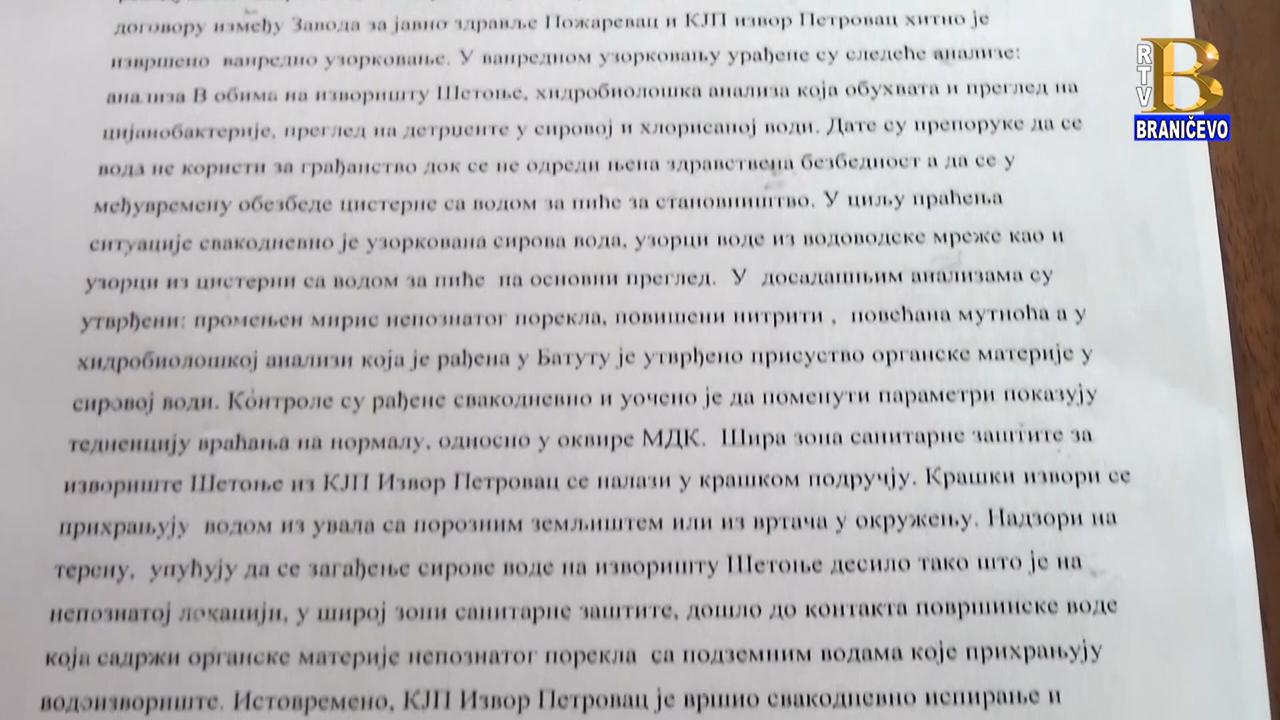 договору између Завода за јавно здравље Пожаревац и КЈП извор Петровац хитно је
извршено ванредно узорковање. У ванредном узорковању урађене су следеће анализе:
анализа В обима на изворишту Шетоње, хидробиолошка анализа која обухвата и преглед на
цијанобактерије, преглед на детрџенте у сировој и хлорисаној води. Дате су препоруке да се
вода не користи за грађанство док се не одреди њена здравствена безбедност а да се у
међувремену обезбеде цистерне са водом за пиће за становништво. У циљу праћења
ситуације свакодневно је узоркована сирова вода, узорци воде из водоводске мреже као и
узорци из цистерни са водом за пиће на основни преглед. У досадашњим анализама су
утврђени: промењен мирис непознатог порекла, повишени нитрити , повећана мутноћа а у
хидробиолошкој анализи која је рађена у Батуту је утврђено присуство органске материје у
сировој води. Контроле су рађене свакодневно и уочено је да поменути параметри показују
тедненцију враћања на нормалу, односно у оквире МДК. Шира зона санитарне заштите за
извориште Шетоње из КЈП Извор Петровац се налази у крашком подручју. Крашки извори се
прихрањују водом из увала са порозним земљиштем или из вртача у окружењу. Надзори на
терену, упућују да се загађење сирове воде на изворишту Шетоње десило тако што је на
непознатој локацији, у широј зони санитарне заштите, дошло до контакта површинске воде
која садржи органске материје непознатог порекла са подземним водама које прихрањују
водоизвориште. Истовремено, КЈП Извор Петровац је вршио свакодневно испирање и
RTV B
BRANIČEVO